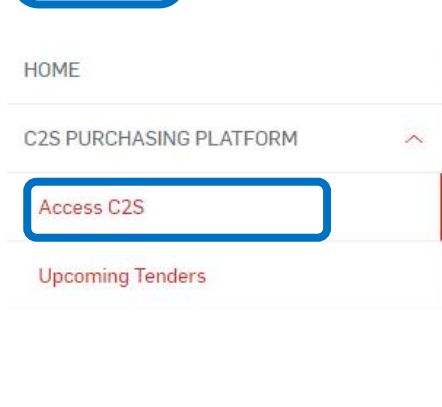 HOME
C2S PURCHASING PLATFORM
Access C2S
Upcoming Tenders